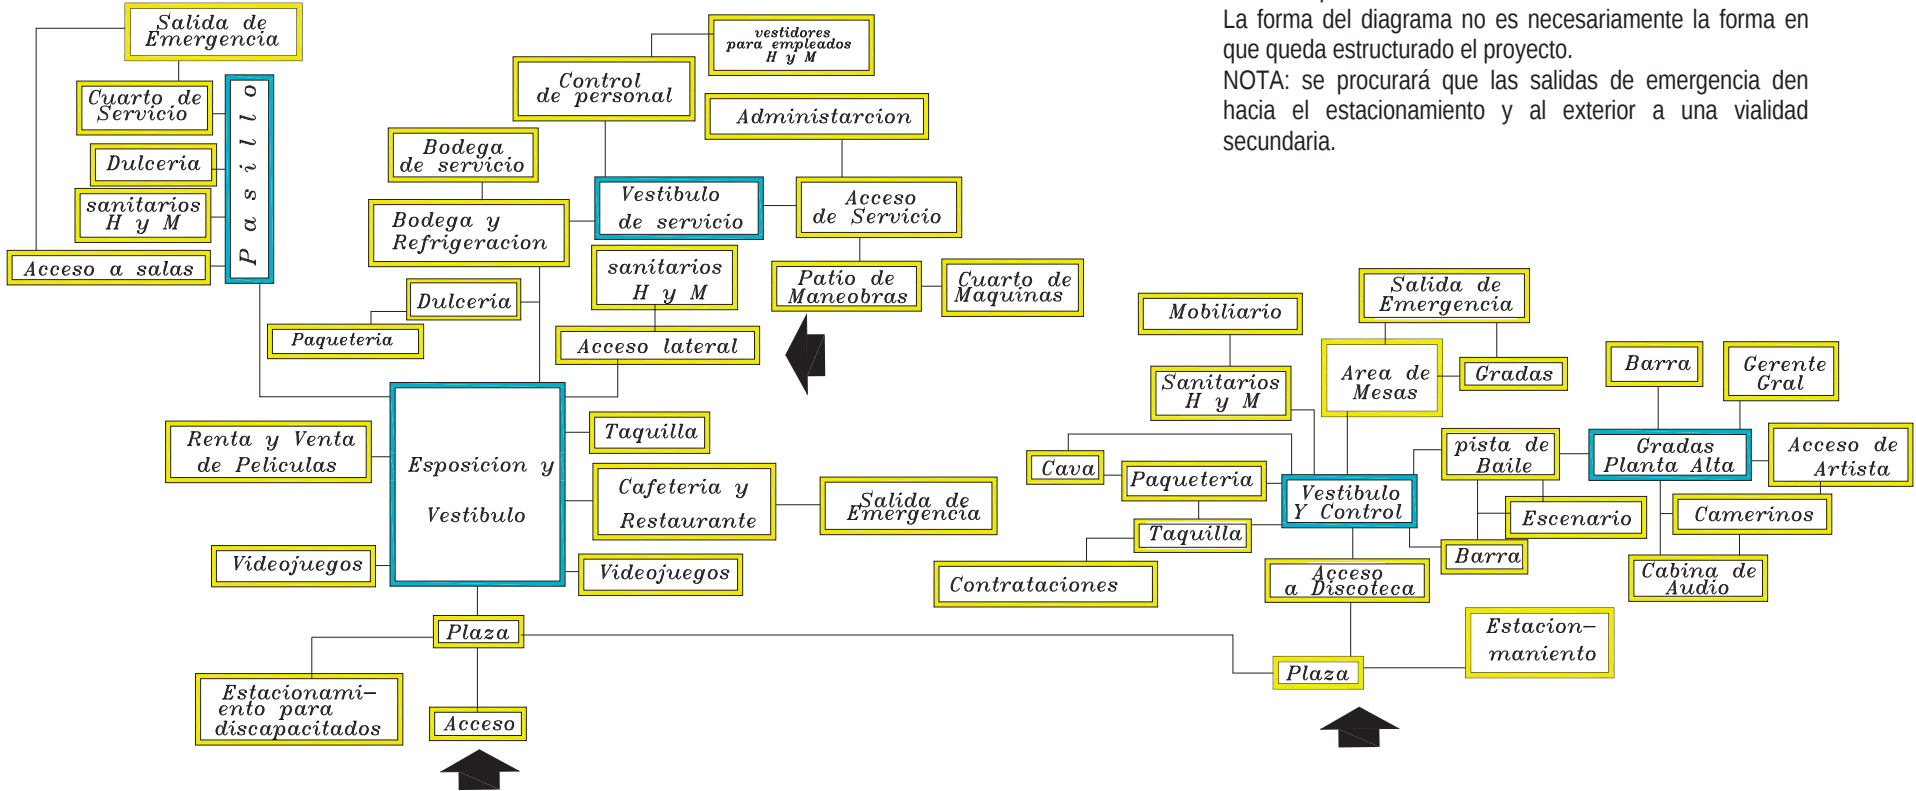 La forma del diagrama no es necesariamente la forma en
que queda estructurado el proyecto.
NOTA: se procurará que las salidas de emergencia den
hacia el estacionamiento y al exterior a una vialidad
secundaria.
Salida de
Emergencia
Cuarto de
Servicio
Dulceria
sanitarios
H y M
Acceso a salas
Pasillo
vestidores
para empleados
H y M
Control
de personal
Administarcion
Bodega
de servicio
Vestibulo
de servicio
Acceso
de Servicio
Bodega y
Refrigeracion
sanitarios
H y M
Patio de
Maneobras
Cuarto de
Maquinas
Dulceria
Paqueteria
Acceso lateral
Renta y Venta
de Peliculas
Esposicion y
Vestibulo
Taquilla
Cafeteria y
Restaurante
Salida de
Emergencia
Videojuegos
Videojuegos
Plaza
Estacionami-
ento para
discapacitados
Acceso
Mobiliario
Salida de
Emergencia
Sanitarios
H y M
Area de
Mesas
Gradas
Barra
Gerente
Gral
Cava
Paqueteria
Vestibulo
Y Control
pista de
Baile
Gradas
Planta Alta
Acceso de
Artista
Taquilla
Escenario
Camerinos
Barra
Contrataciones
Acceso
a Discoteca
Cabina de
Audio
Plaza
Estacion-
maniento